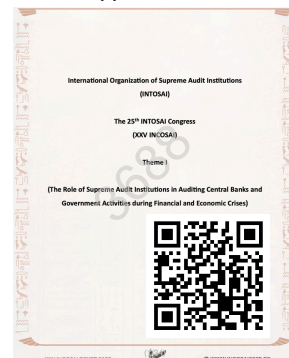 International Organization of Supreme Audit Institutions
(INTOSAI)
The 25th INTOSAI Congress
(XXV INCOSAI)
Theme I
(The Role of Supreme Audit Institutions in Auditing Central Banks and
Government Activities during Financial and Economic Crises)
3688